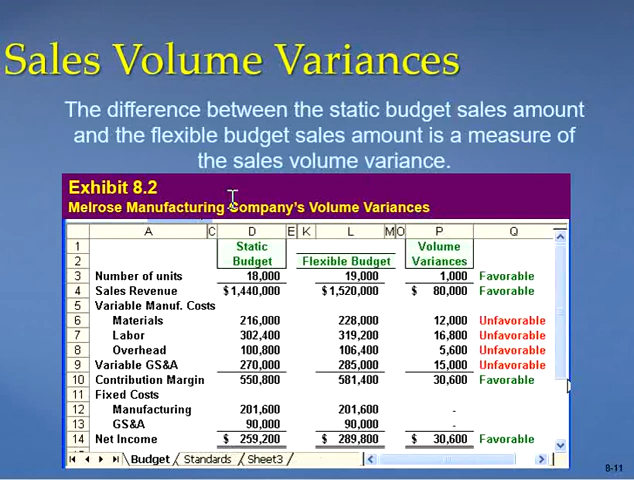 Sales Volume Variances
The difference between the static budget sales amount
and the flexible budget sales amount is a measure of
the sales volume variance.
Exhibit 8.2
Melrose Manufacturing Company's Volume Variances
A C D E K L M O P Q
1 Static Volume
2 Budget Flexible Budget Variances
3 Number of units 18,000 19,000 1,000 Favorable
4 Sales Revenue $1,440,000 $1,520,000 $ 80,000 Favorable
5 Variable Manuf. Costs
6 Materials 216,000 228,000 12,000 Unfavorable
7 Labor 302,400 319,200 16,800 Unfavorable
8 Overhead 100,800 106,400 5,600 Unfavorable
9 Variable GS&A 270,000 285,000 15,000 Unfavorable
10 Contribution Margin 550,800 581,400 30,600 Favorable
11 Fixed Costs
12 Manufacturing 201,600 201,600 -
13 GS&A 90,000 90,000 -
14 Net Income $ 259,200 $ 289,800 $ 30,600 Favorable
Budget Standards Sheet3
8-11